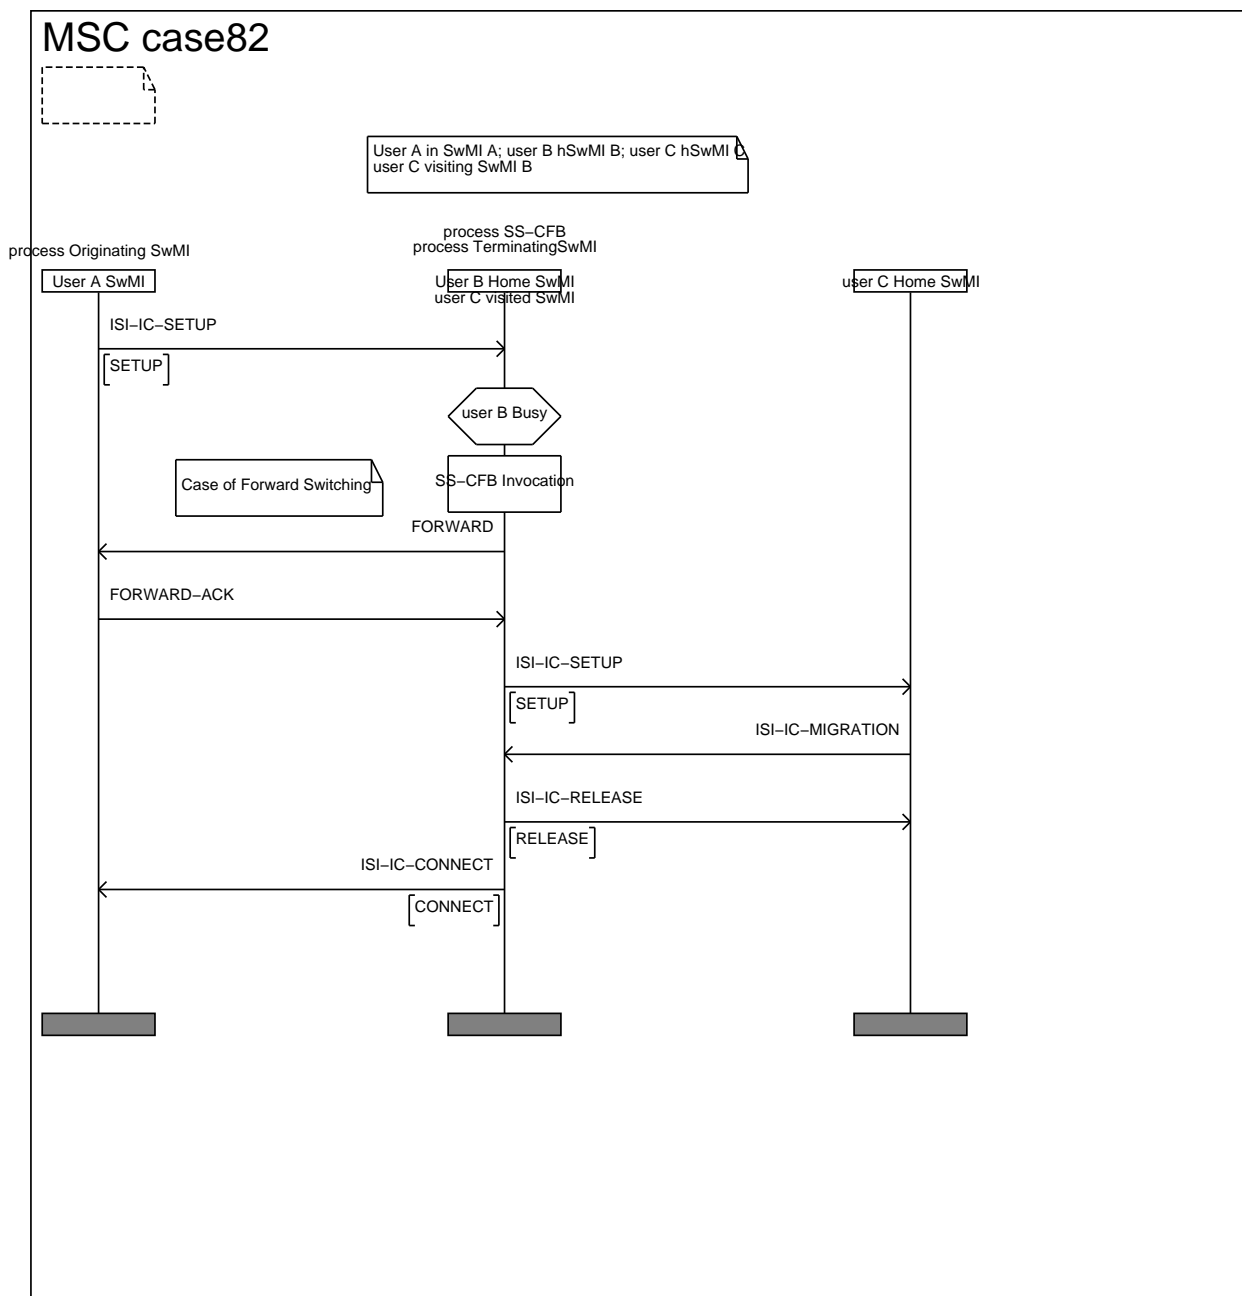 MSC case82
User A in SwMI A; user B hSwMI B; user C hSwMI C
user C visiting SwMI B
process SS−CFB
process Originating SwMI
process TerminatingSwMI
User A SwMI
User B Home SwMI
user C visited SwMI
user C Home SwMI
ISI−IC−SETUP
SETUP
user B Busy
Case of Forward Switching
SS−CFB Invocation
FORWARD
FORWARD−ACK
ISI−IC−SETUP
SETUP
ISI−IC−MIGRATION
ISI−IC−RELEASE
RELEASE
ISI−IC−CONNECT
CONNECT